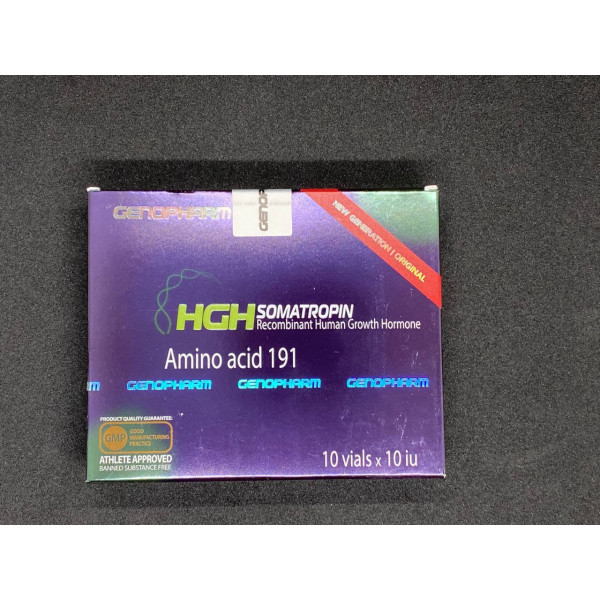 GENOPHARM
GENOPHARM
NEW GENERATION | ORIGINAL
HGH SOMATROPIN
Recombinant Human Growth Hormone
Amino acid 191
RM GENOPHARM GENOPHARM GENOPHARM
PRODUCT QUALITY GUARANTEE:
GMP GOOD
MANUFACTURING
PRACTICE
ATHLETE APPROVED
BANNED SUBSTANCE FREE
10 vials x 10 iu